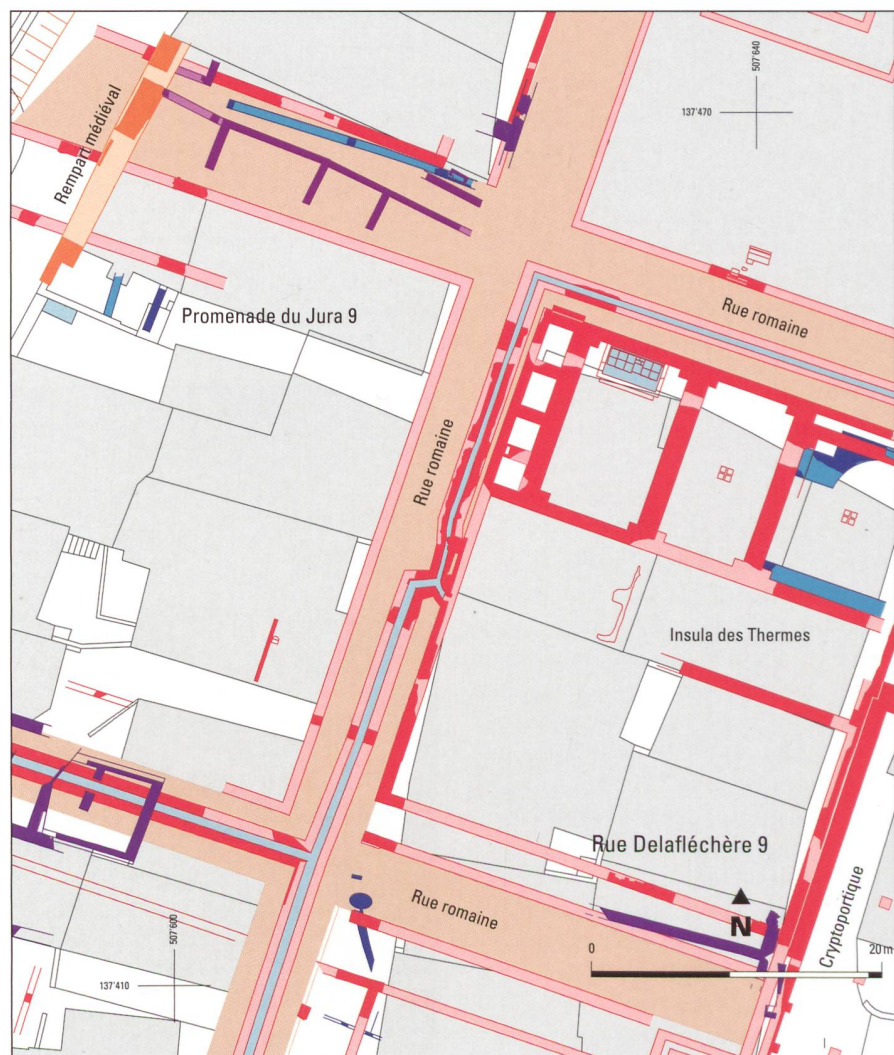 507'640
137'470
Rempart médiéval
Promenade du Jura 9
Rue romaine
Rue romaine
Insula des Thermes
Rue Delafléchère 9
N
0
20 m
Rue romaine
Cryptoportique
507'600
137'410